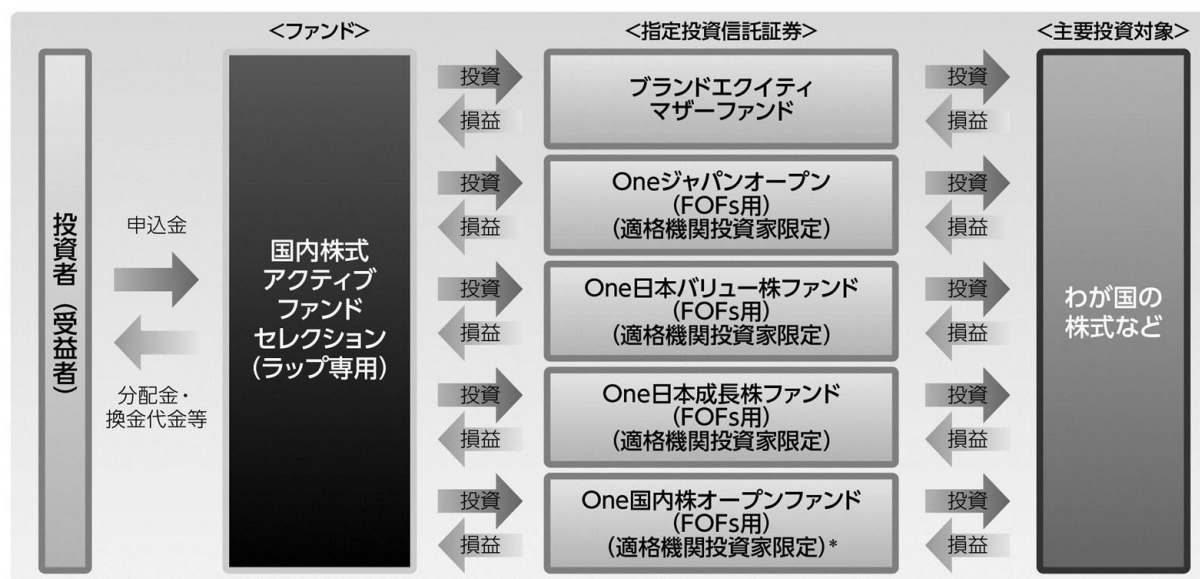 <ファンド>
<指定投資信託証券>
<主要投資対象>
投資者（受益者）
申込金
分配金・
換金代金等
国内株式
アクティブ
ファンド
セレクション
（ラップ専用）
投資
損益
ブランドエクイティ
マザーファンド
投資
損益
投資
損益
Oneジャパンオープン
（FOFs用）
（適格機関投資家限定）
投資
損益
投資
損益
One日本バリュー株ファンド
（FOFs用）
（適格機関投資家限定）
投資
損益
投資
損益
One日本成長株ファンド
（FOFs用）
（適格機関投資家限定）
投資
損益
投資
損益
One国内株オープンファンド
（FOFs用）
（適格機関投資家限定）*
投資
損益
わが国の
株式など